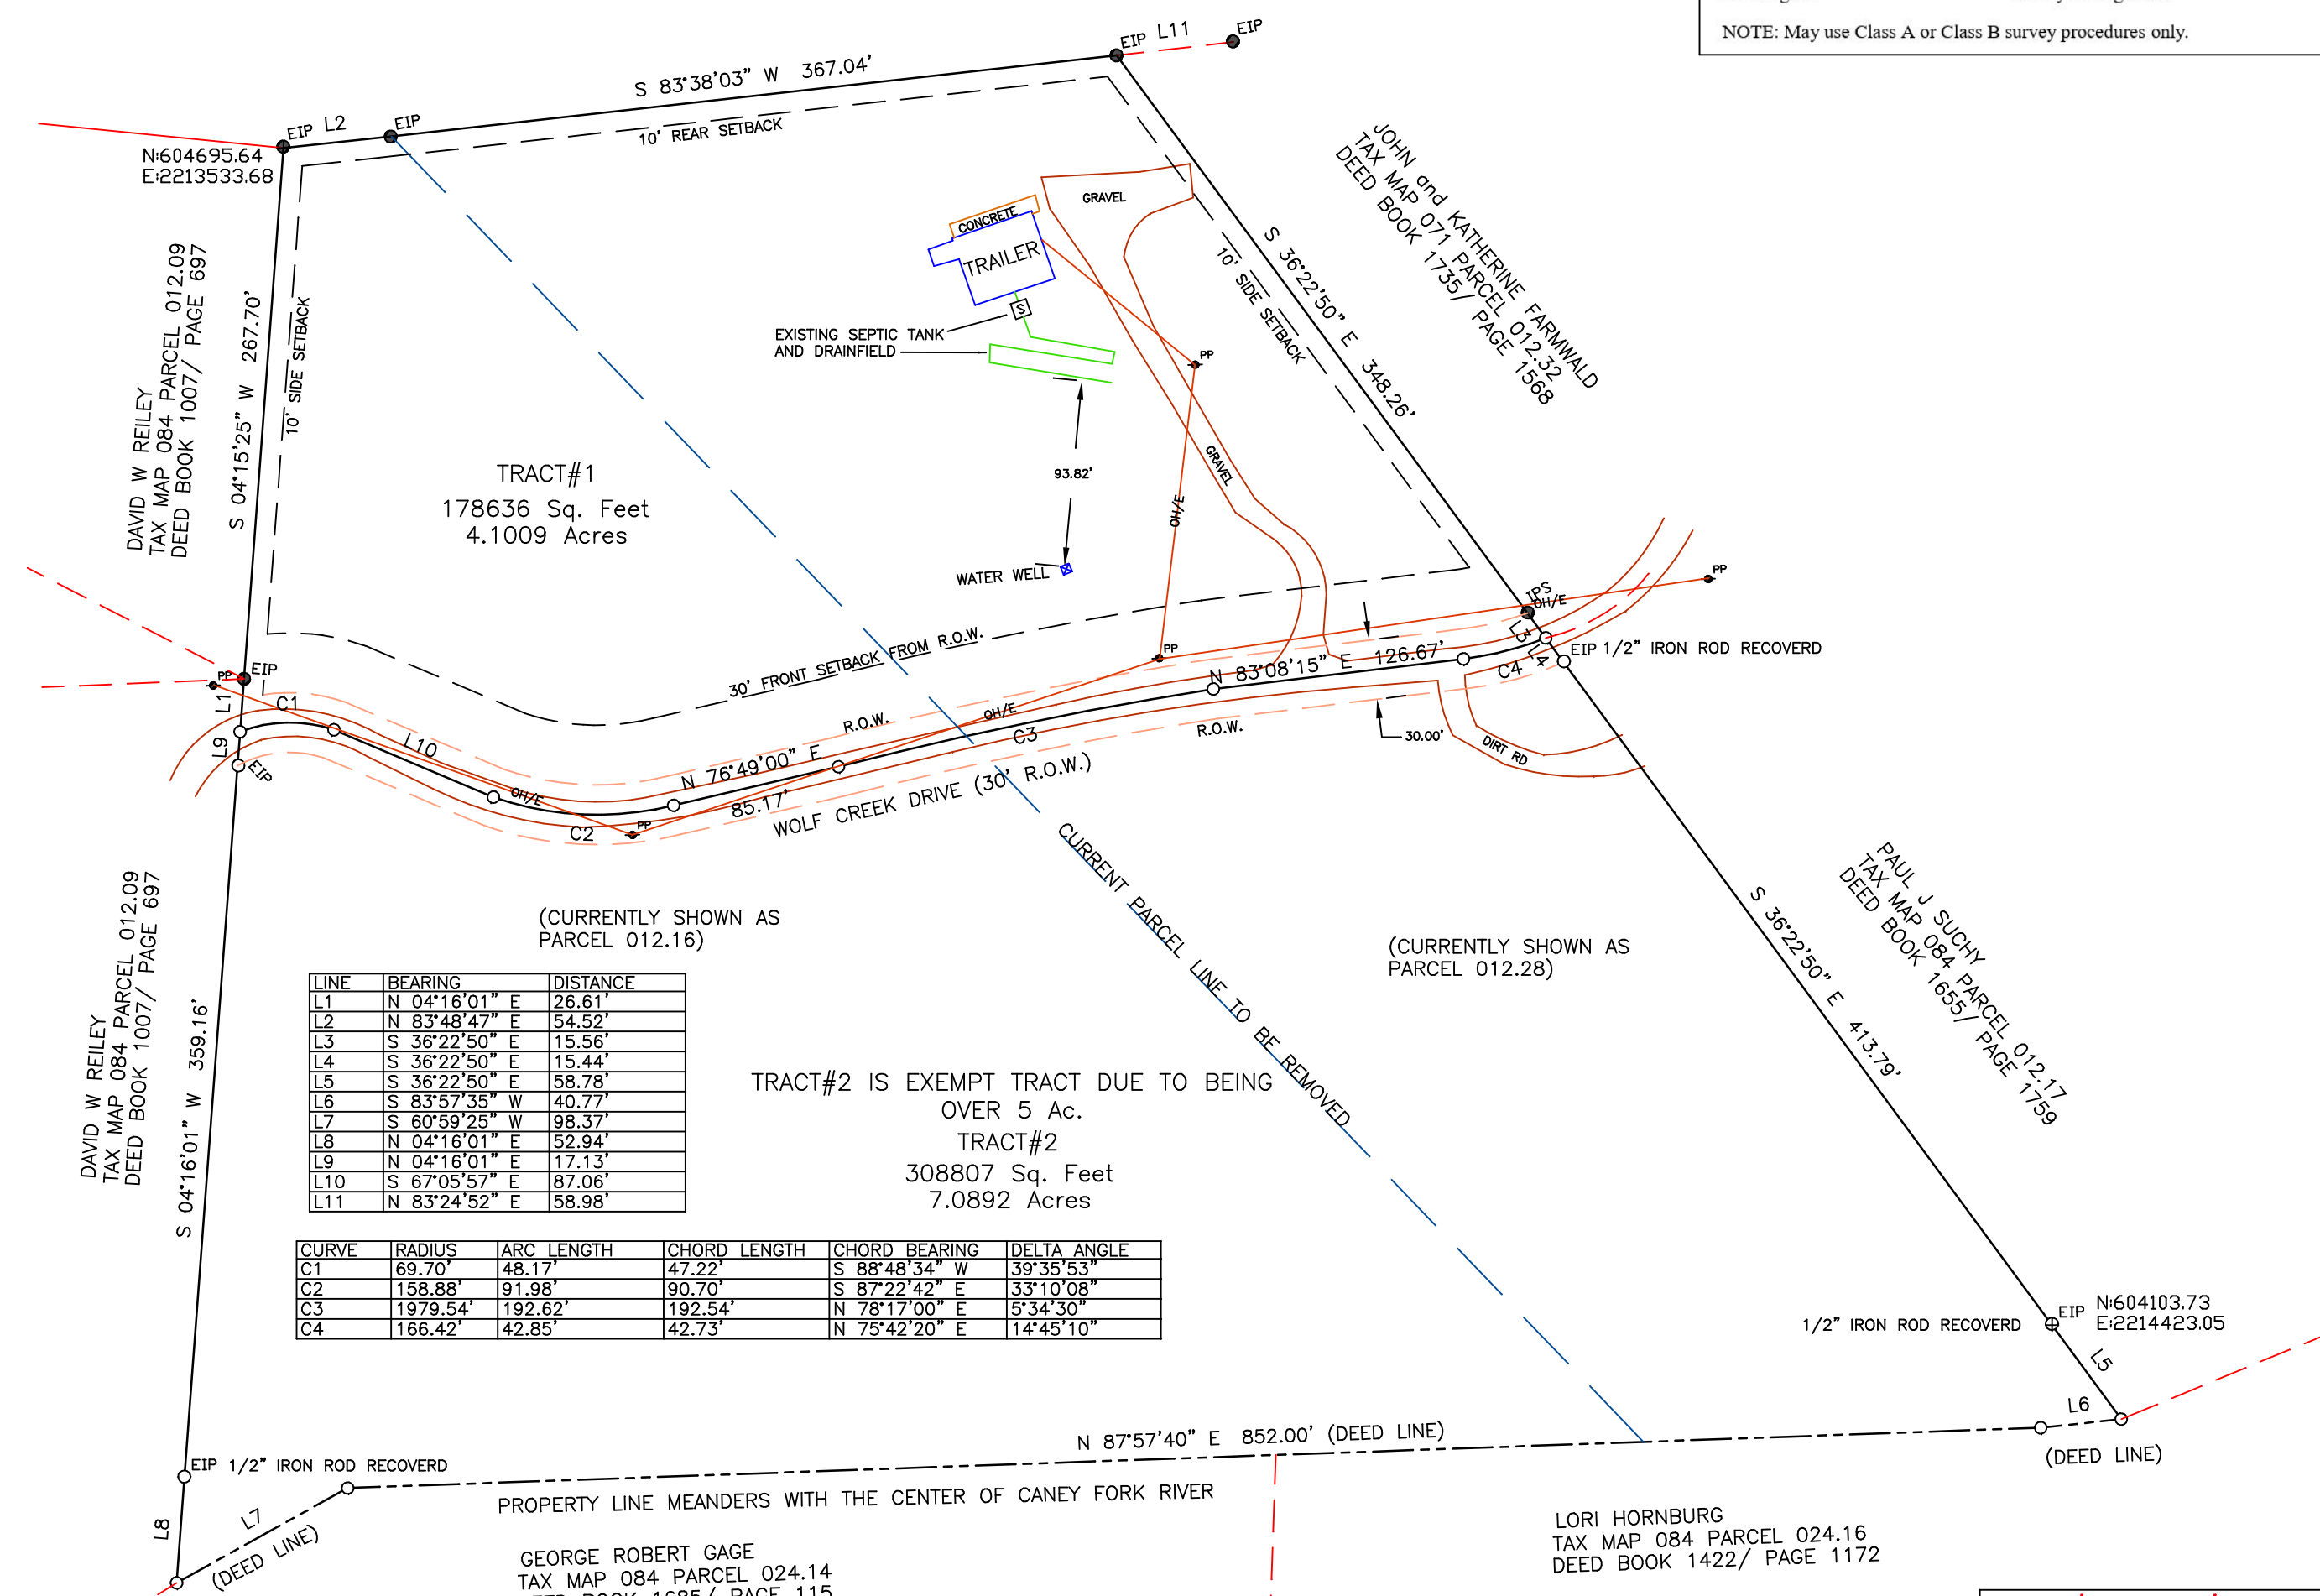 NOTE: May use Class A or Class B survey procedures only.
EIP L11
EIP
S 83°38'03" W 367.04'
EIP L2
EIP
10' REAR SETBACK
N:604695.64
E:2213533.68
JOHN and KATHERINE FARMWALD
TAX MAP 071 PARCEL 012.32
DEED BOOK 1735/ PAGE 1568
GRAVEL
CONCRETE
TRAILER
S 36°22'50" E 348.26'
10' SIDE SETBACK
DAVID W REILEY
TAX MAP 084 PARCEL 012.09
DEED BOOK 1007/ PAGE 697
S 04°15'25" W 267.70'
10' SIDE SETBACK
S
EXISTING SEPTIC TANK
AND DRAINFIELD
PP
TRACT#1
178636 Sq. Feet
4.1009 Acres
93.82'
GRAVEL
OH/E
WATER WELL
PP
IPS
OH/E
L3
L4
EIP 1/2" IRON ROD RECOVERD
30' FRONT SETBACK FROM R.O.W.
PP
N 83°08'15" E 126.67'
C4
PP
EIP
L1
C1
L9
EIP
L10
R.O.W.
OH/E
C3
R.O.W.
30.00'
DIRT RD
N 76°49'00" E
85.17'
OH/E
C2
PP
WOLF CREEK DRIVE (30' R.O.W.)
CURRENT PARCEL LINE TO BE REMOVED
PAUL J SUCHY
TAX MAP 084 PARCEL 012.17
DEED BOOK 1655/ PAGE 1759
S 36°22'50" E 413.79'
DAVID W REILEY
TAX MAP 084 PARCEL 012.09
DEED BOOK 1007/ PAGE 697
S 04°16'01" W 359.16'
(CURRENTLY SHOWN AS
PARCEL 012.16)
(CURRENTLY SHOWN AS
PARCEL 012.28)
LINE BEARING DISTANCE
L1 N 04°16'01" E 26.61'
L2 N 83°48'47" E 54.52'
L3 S 36°22'50" E 15.56'
L4 S 36°22'50" E 15.44'
L5 S 36°22'50" E 58.78'
L6 S 83°57'35" W 40.77'
L7 S 60°59'25" W 98.37'
L8 N 04°16'01" E 52.94'
L9 N 04°16'01" E 17.13'
L10 S 67°05'57" E 87.06'
L11 N 83°24'52" E 58.98'
TRACT#2 IS EXEMPT TRACT DUE TO BEING
OVER 5 Ac.
TRACT#2
308807 Sq. Feet
7.0892 Acres
CURVE RADIUS ARC LENGTH CHORD LENGTH CHORD BEARING DELTA ANGLE
C1 69.70' 48.17' 47.22' S 88°48'34" W 39°35'53"
C2 158.88' 91.98' 90.70' S 87°22'42" E 33°10'08"
C3 1979.54' 192.62' 192.54' N 78°17'00" E 5°34'30"
C4 166.42' 42.85' 42.73' N 75°42'20" E 14°45'10"
1/2" IRON ROD RECOVERD
EIP
N:604103.73
E:2214423.05
L5
L6
(DEED LINE)
N 87°57'40" E 852.00' (DEED LINE)
EIP 1/2" IRON ROD RECOVERD
L8
L7
(DEED LINE)
PROPERTY LINE MEANDERS WITH THE CENTER OF CANEY FORK RIVER
GEORGE ROBERT GAGE
TAX MAP 084 PARCEL 024.14
DEED BOOK 1685/ PAGE 115
LORI HORNBURG
TAX MAP 084 PARCEL 024.16
DEED BOOK 1422/ PAGE 1172